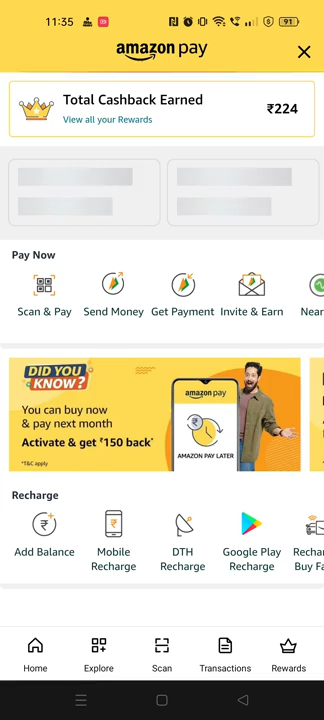 11:35
91
amazon pay
Total Cashback Earned
₹224
View all your Rewards
Pay Now
Scan & Pay
Send Money
Get Payment
Invite & Earn
Near
DID YOU KNOW?
You can buy now
& pay next month
Activate & get ₹150 back*
*T&C apply
amazon pay
AMAZON PAY LATER
Recharge
Add Balance
Mobile Recharge
DTH Recharge
Google Play Recharge
Rechar
Buy Fa
Home
Explore
Scan
Transactions
Rewards